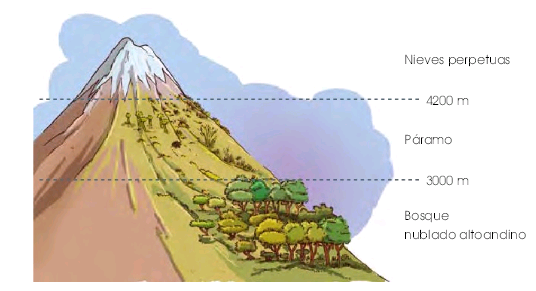 Nieves perpetuas
4200 m
Páramo
3000 m
Bosque
nublado altoandino